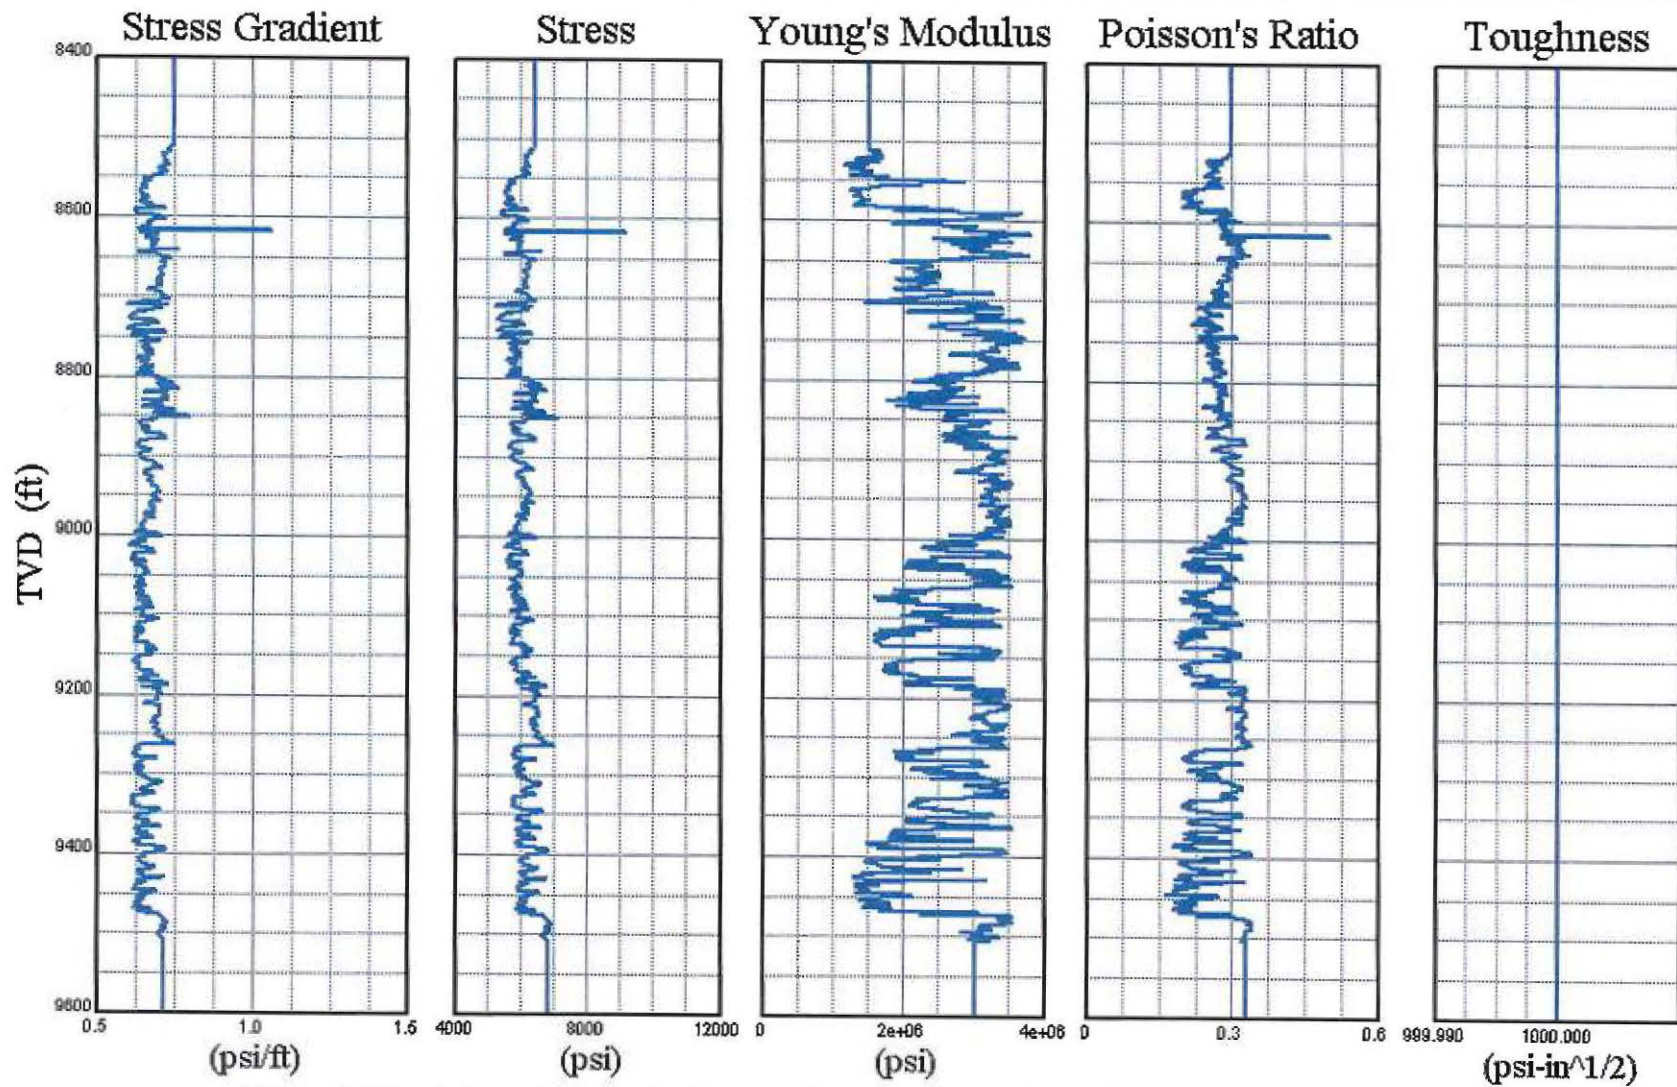 Stress Gradient
Stress
Young's Modulus
Poisson's Ratio
Toughness
8400
8600
8800
9000
9200
9400
9600
TVD (ft)
0.5 1.0 1.5
4000 8000 12000
0 2e+06 4e+06
0 0.3 0.6
999.990 1000.000
(psi/ft)
(psi)
(psi)
(psi-in^1/2)